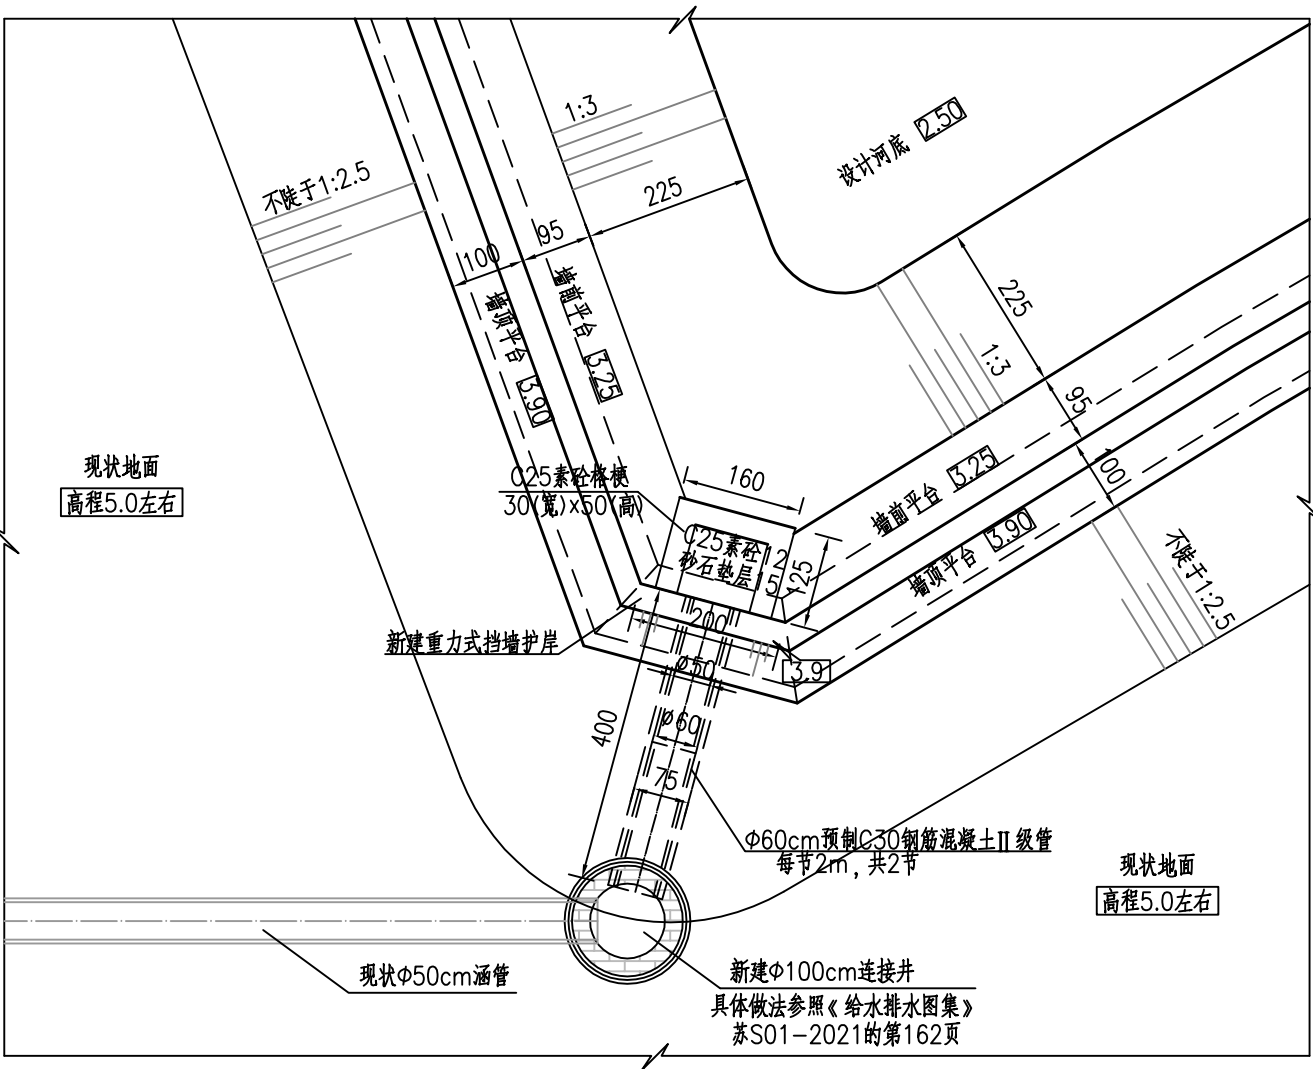 1:3
设计河底 2.50
不陡于1:2.5
225
95
100
225
墙前平台 3.25
墙顶平台 3.90
1:3
95
100
现状地面
高程5.0左右
C25素砼格梗
30(宽)x50(高)
160
C25素砼12
砂石垫层15
125
墙前平台 3.25
墙顶平台 3.90
不陡于1:2.5
新建重力式挡墙护岸
200
3.9
ϕ50
400
ϕ60
75
Φ60cm预制C30钢筋混凝土Ⅱ级管
每节2m，共2节
现状地面
高程5.0左右
现状Φ50cm涵管
新建Φ100cm连接井
具体做法参照《给水排水图集》
苏S01-2021的第162页